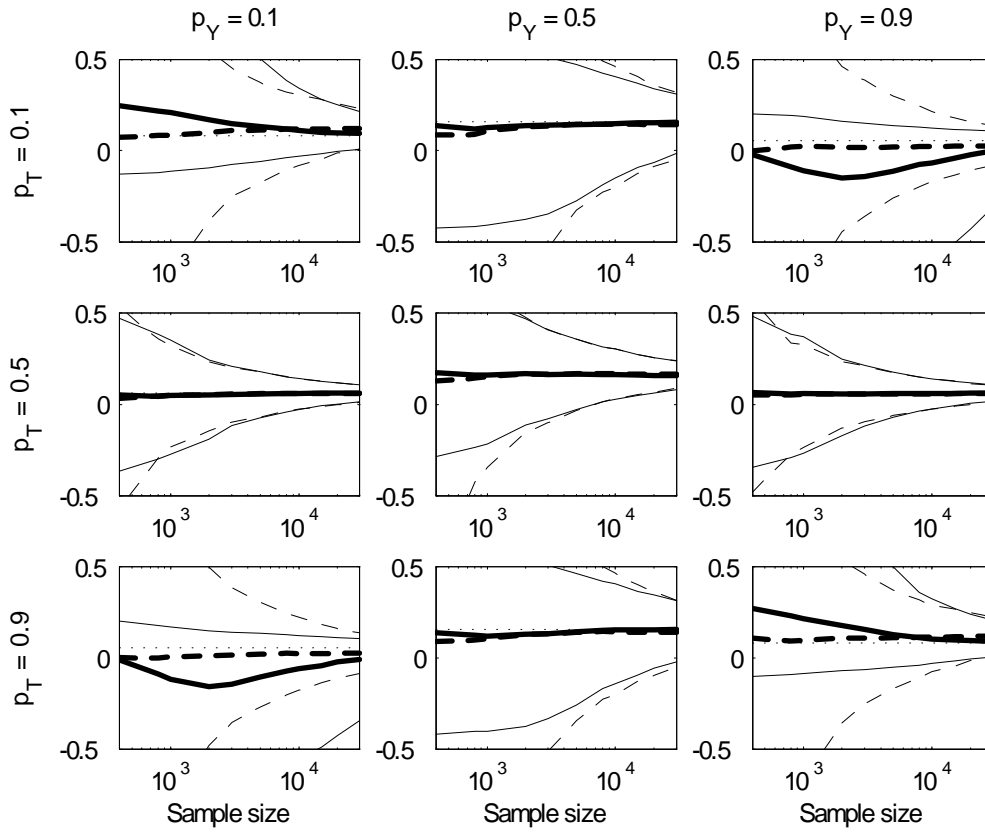 p_Y = 0.1 p_Y = 0.5 p_Y = 0.9
p_T = 0.1
0.5 0.5 0.5
0 0 0
-0.5 -0.5 -0.5
10^3 10^4 10^3 10^4 10^3 10^4
p_T = 0.5
0.5 0.5 0.5
0 0 0
-0.5 -0.5 -0.5
10^3 10^4 10^3 10^4 10^3 10^4
p_T = 0.9
0.5 0.5 0.5
0 0 0
-0.5 -0.5 -0.5
10^3 10^4 10^3 10^4 10^3 10^4
Sample size Sample size Sample size